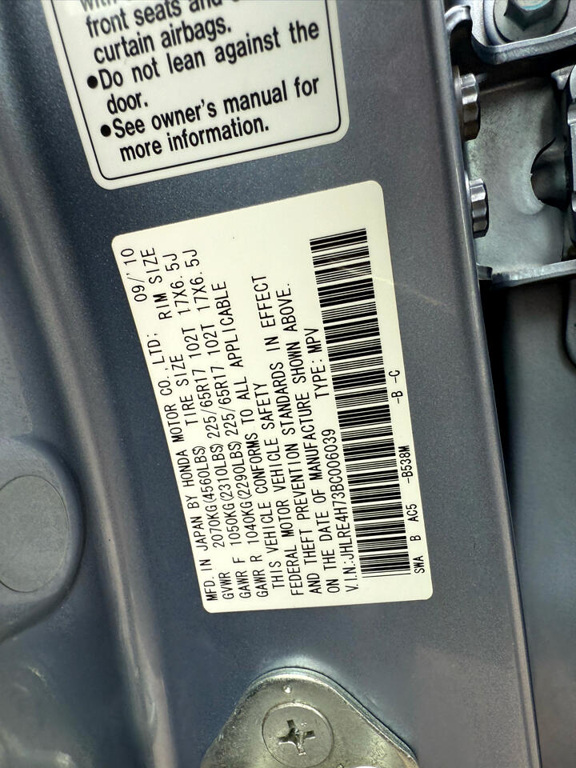 front seats and
curtain airbags.
●Do not lean against the
door.
●See owner's manual for
more information.
MFD. IN JAPAN BY HONDA MOTOR CO., LTD; 09/10
GVWR 2070KG(4560LBS) TIRE SIZE RIM SIZE
GAWR F 1050KG(2310LBS) 225/65R17 102T 17X6.5J
GAWR R 1040KG(2290LBS) 225/65R17 102T 17X6.5J
THIS VEHICLE CONFORMS TO ALL APPLICABLE
FEDERAL MOTOR VEHICLE SAFETY
AND THEFT PREVENTION STANDARDS IN EFFECT
ON THE DATE OF MANUFACTURE SHOWN ABOVE.
V.I.N:JHLRE4H73BC006039 TYPE: MPV
SWA B AC5 -B538M -B -C